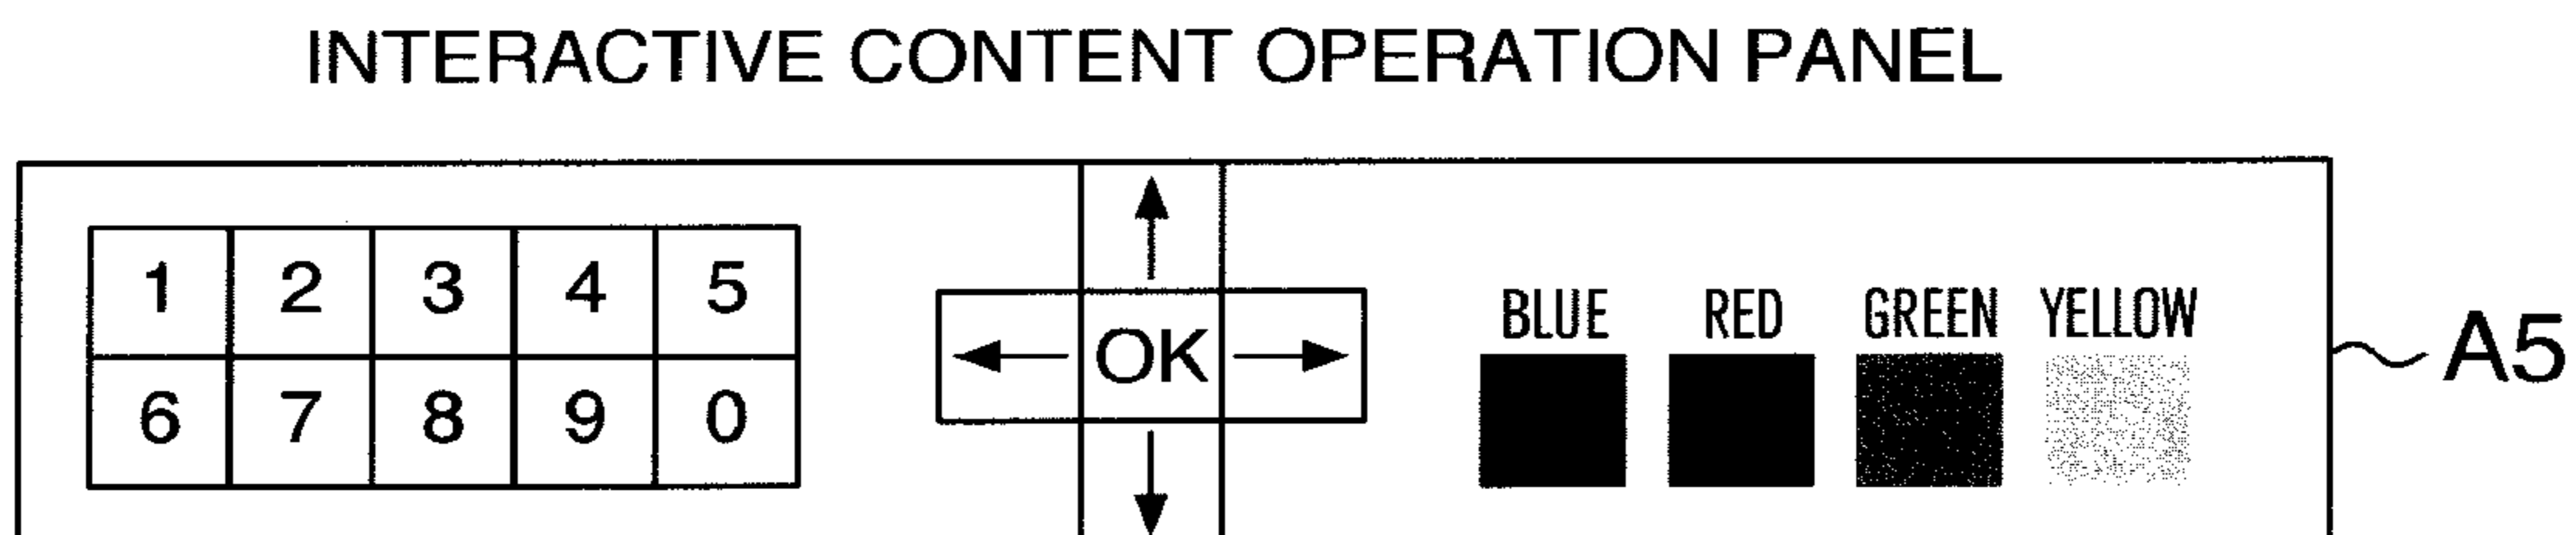 INTERACTIVE CONTENT OPERATION PANEL
1 2 3 4 5
6 7 8 9 0
OK
BLUE RED GREEN YELLOW
A5